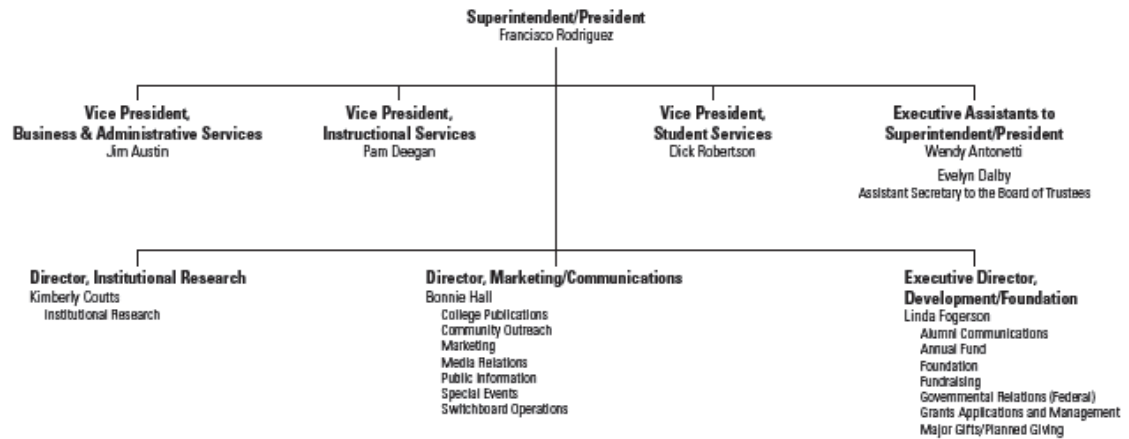 Superintendent/President
Francisco Rodriguez
Vice President,
Business & Administrative Services
Jim Austin
Vice President,
Instructional Services
Pam Deegan
Vice President,
Student Services
Dick Robertson
Executive Assistants to
Superintendent/President
Wendy Antonetti
Evelyn Dalby
Assistant Secretary to the Board of Trustees
Director, Institutional Research
Kimberly Coutts
Institutional Research
Director, Marketing/Communications
Bonnie Hall
College Publications
Community Outreach
Marketing
Media Relations
Public Information
Special Events
Switchboard Operations
Executive Director,
Development/Foundation
Linda Fogerson
Alumni Communications
Annual Fund
Foundation
Fundraising
Governmental Relations (Federal)
Grants Applications and Management
Major Gifts/Planned Giving